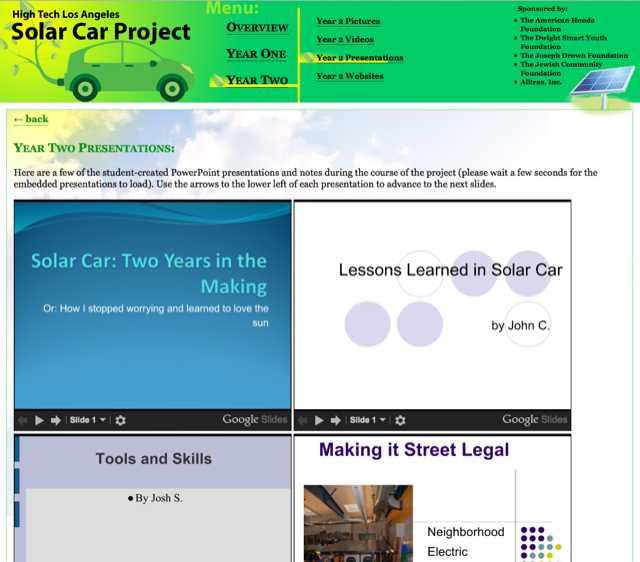 High Tech Los Angeles
Solar Car Project
Menu:
Overview
Year One
Year Two
Year 2 Pictures
Year 2 Videos
Year 2 Presentations
Year 2 Websites
Sponsored by:
• The American Honda
Foundation
• The Dwight Stuart Youth
Foundation
• The Joseph Drown Foundation
• The Jewish Community
Foundation
• Alltrax, Inc.
← back
Year Two Presentations:
Here are a few of the student-created PowerPoint presentations and notes during the course of the project (please wait a few seconds for the
embedded presentations to load). Use the arrows to the lower left of each presentation to advance to the next slides.
Solar Car: Two Years in the
Making
Or: How I stopped worrying and learned to love the
sun
Slide 1
Google Slides
Lessons Learned in Solar Car
by John C.
Slide 1
Google Slides
Tools and Skills
• By Josh S.
Making it Street Legal
Neighborhood
Electric